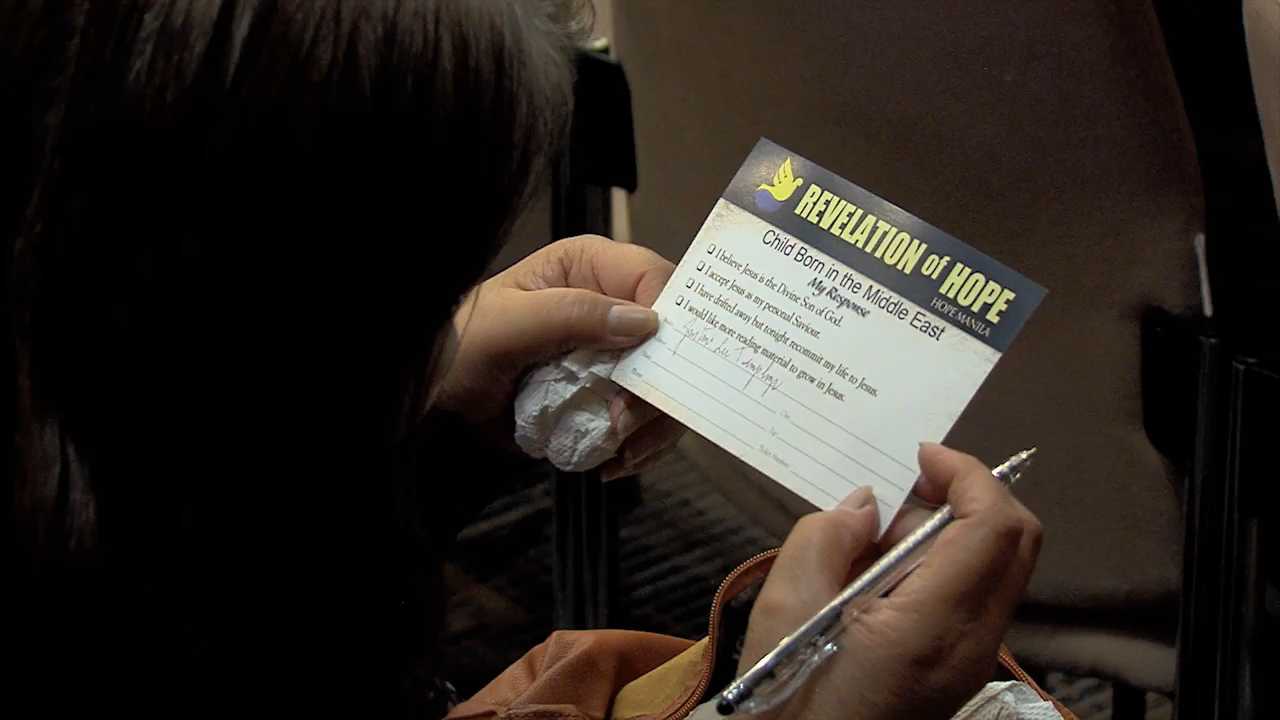 REVELATION of HOPE
HOPE MANILA
Child Born in the Middle East
My Response
I believe Jesus is the Divine Son of God.
I accept Jesus as my personal Saviour.
I have drifted away but tonight recommit my life to Jesus.
I would like more reading material to grow in Jesus.